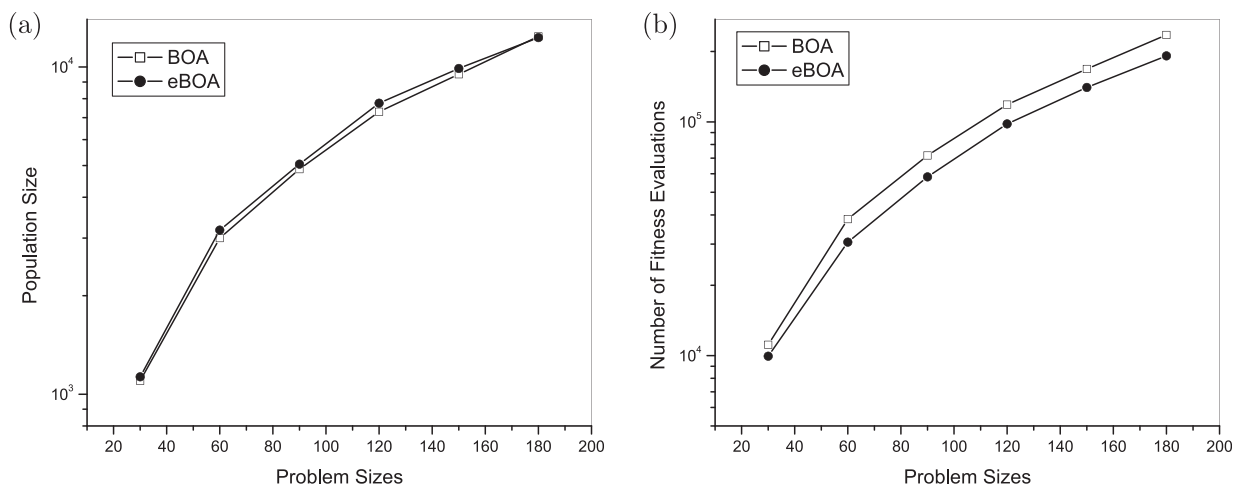 (a)
BOA
eBOA
10^4
10^3
Population Size
20 40 60 80 100 120 140 160 180 200
Problem Sizes
(b)
BOA
eBOA
10^5
10^4
Number of Fitness Evaluations
20 40 60 80 100 120 140 160 180 200
Problem Sizes